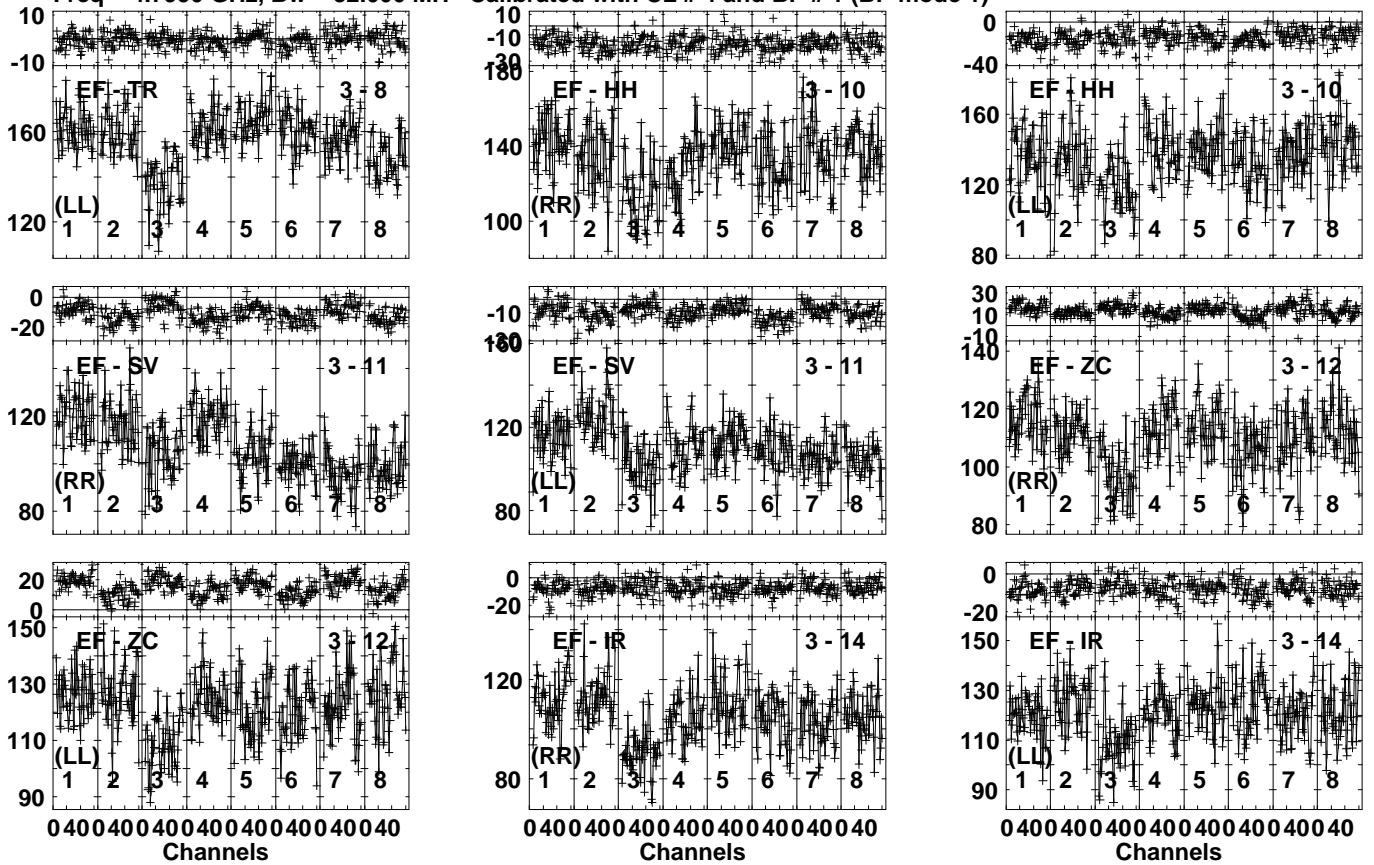 10 10 0
-10 -10 -30 180 -40
EF - TR 3 - 8 EF - HH 3 - 10 EF - HH 3 - 10
160 140 160
120 100 120 80
(LL) (RR) (LL)
1 2 3 4 5 6 7 8 1 2 3 4 5 6 7 8 1 2 3 4 5 6 7 8
0 -20 -10 -30 160 30 10 -10
EF - SV 3 - 11 EF - SV 3 - 11 EF - ZC 3 - 12
120 80 120 80 140 120 100 80
(RR) (LL) (RR)
1 2 3 4 5 6 7 8 1 2 3 4 5 6 7 8 1 2 3 4 5 6 7 8
20 0 0 -20 0 -20
EF - ZC 3 - 12 EF - IR 3 - 14 EF - IR 3 - 14
150 130 110 90 120 80 150 130 110 90
(LL) (RR) (LL)
1 2 3 4 5 6 7 8 1 2 3 4 5 6 7 8 1 2 3 4 5 6 7 8
0 40 0 40 0 40 0 40 0 40 0 40 0 40 0 40 0 40 0 40 0 40 0 40 0 40 0 40 0 40 0 40 0 40 0 40 0 40 0 40 0 40 0 40 0 40 0 40
Channels Channels Channels